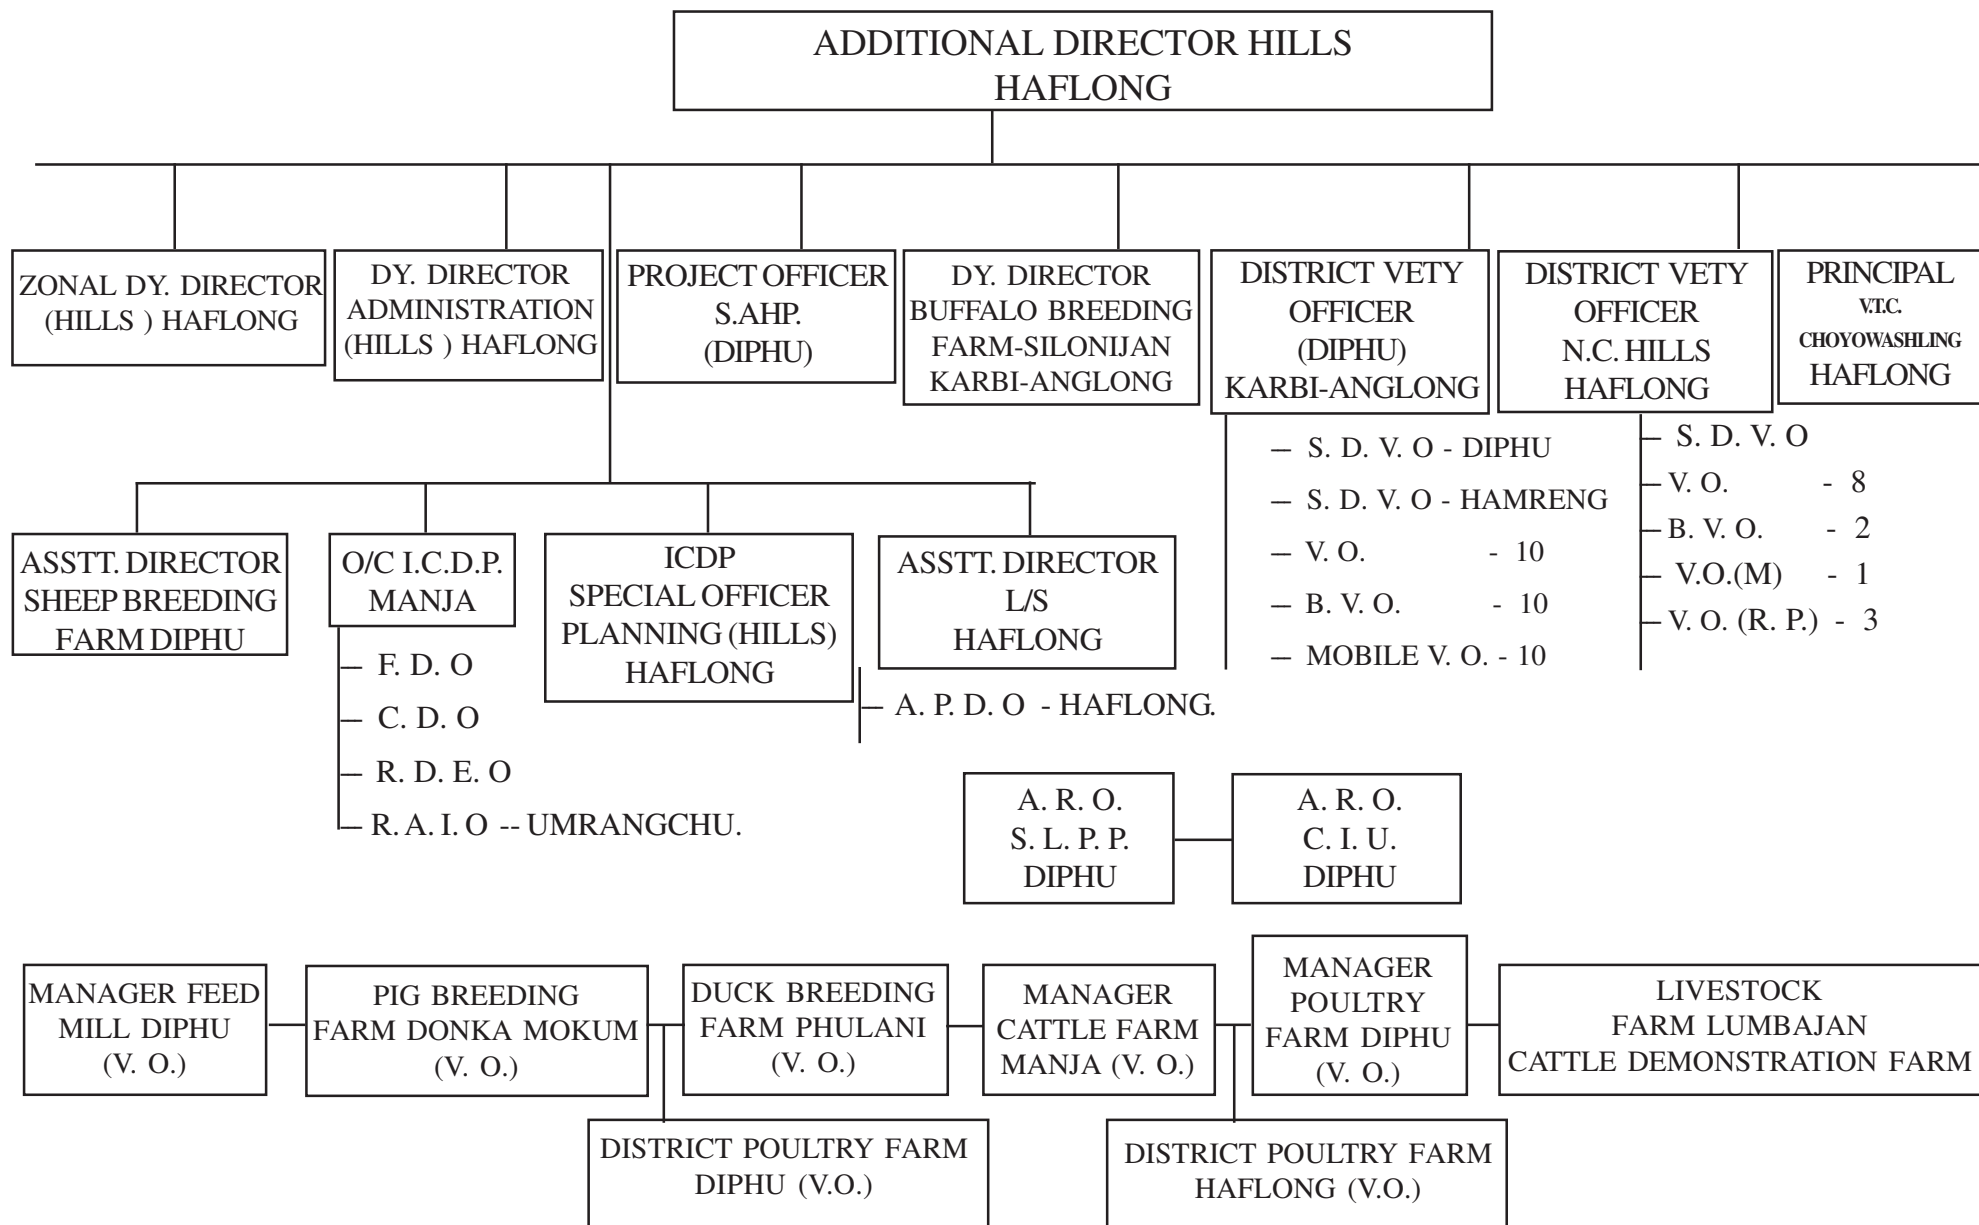 ADDITIONAL DIRECTOR HILLS
HAFLONG
ZONAL DY. DIRECTOR
(HILLS ) HAFLONG
DY. DIRECTOR
ADMINISTRATION
(HILLS ) HAFLONG
PROJECT OFFICER
S.AHP.
(DIPHU)
DY. DIRECTOR
BUFFALO BREEDING
FARM-SILONIJAN
KARBI-ANGLONG
DISTRICT VETY
OFFICER
(DIPHU)
KARBI-ANGLONG
DISTRICT VETY
OFFICER
N.C. HILLS
HAFLONG
PRINCIPAL
V.T.C.
CHOYOWASHLING
HAFLONG
— S. D. V. O - DIPHU
— S. D. V. O - HAMRENG
— V. O. - 10
— B. V. O. - 10
— MOBILE V. O. - 10
— S. D. V. O
— V. O. - 8
— B. V. O. - 2
— V.O.(M) - 1
— V. O. (R. P.) - 3
ASSTT. DIRECTOR
SHEEP BREEDING
FARM DIPHU
O/C I.C.D.P.
MANJA
— F. D. O
— C. D. O
— R. D. E. O
— R. A. I. O -- UMRANGCHU.
ICDP
SPECIAL OFFICER
PLANNING (HILLS)
HAFLONG
ASSTT. DIRECTOR
L/S
HAFLONG
— A. P. D. O - HAFLONG.
A. R. O.
S. L. P. P.
DIPHU
A. R. O.
C. I. U.
DIPHU
MANAGER FEED
MILL DIPHU
(V. O.)
PIG BREEDING
FARM DONKA MOKUM
(V. O.)
DUCK BREEDING
FARM PHULANI
(V. O.)
MANAGER
CATTLE FARM
MANJA (V. O.)
MANAGER
POULTRY
FARM DIPHU
(V. O.)
LIVESTOCK
FARM LUMBAJAN
CATTLE DEMONSTRATION FARM
DISTRICT POULTRY FARM
DIPHU (V.O.)
DISTRICT POULTRY FARM
HAFLONG (V.O.)